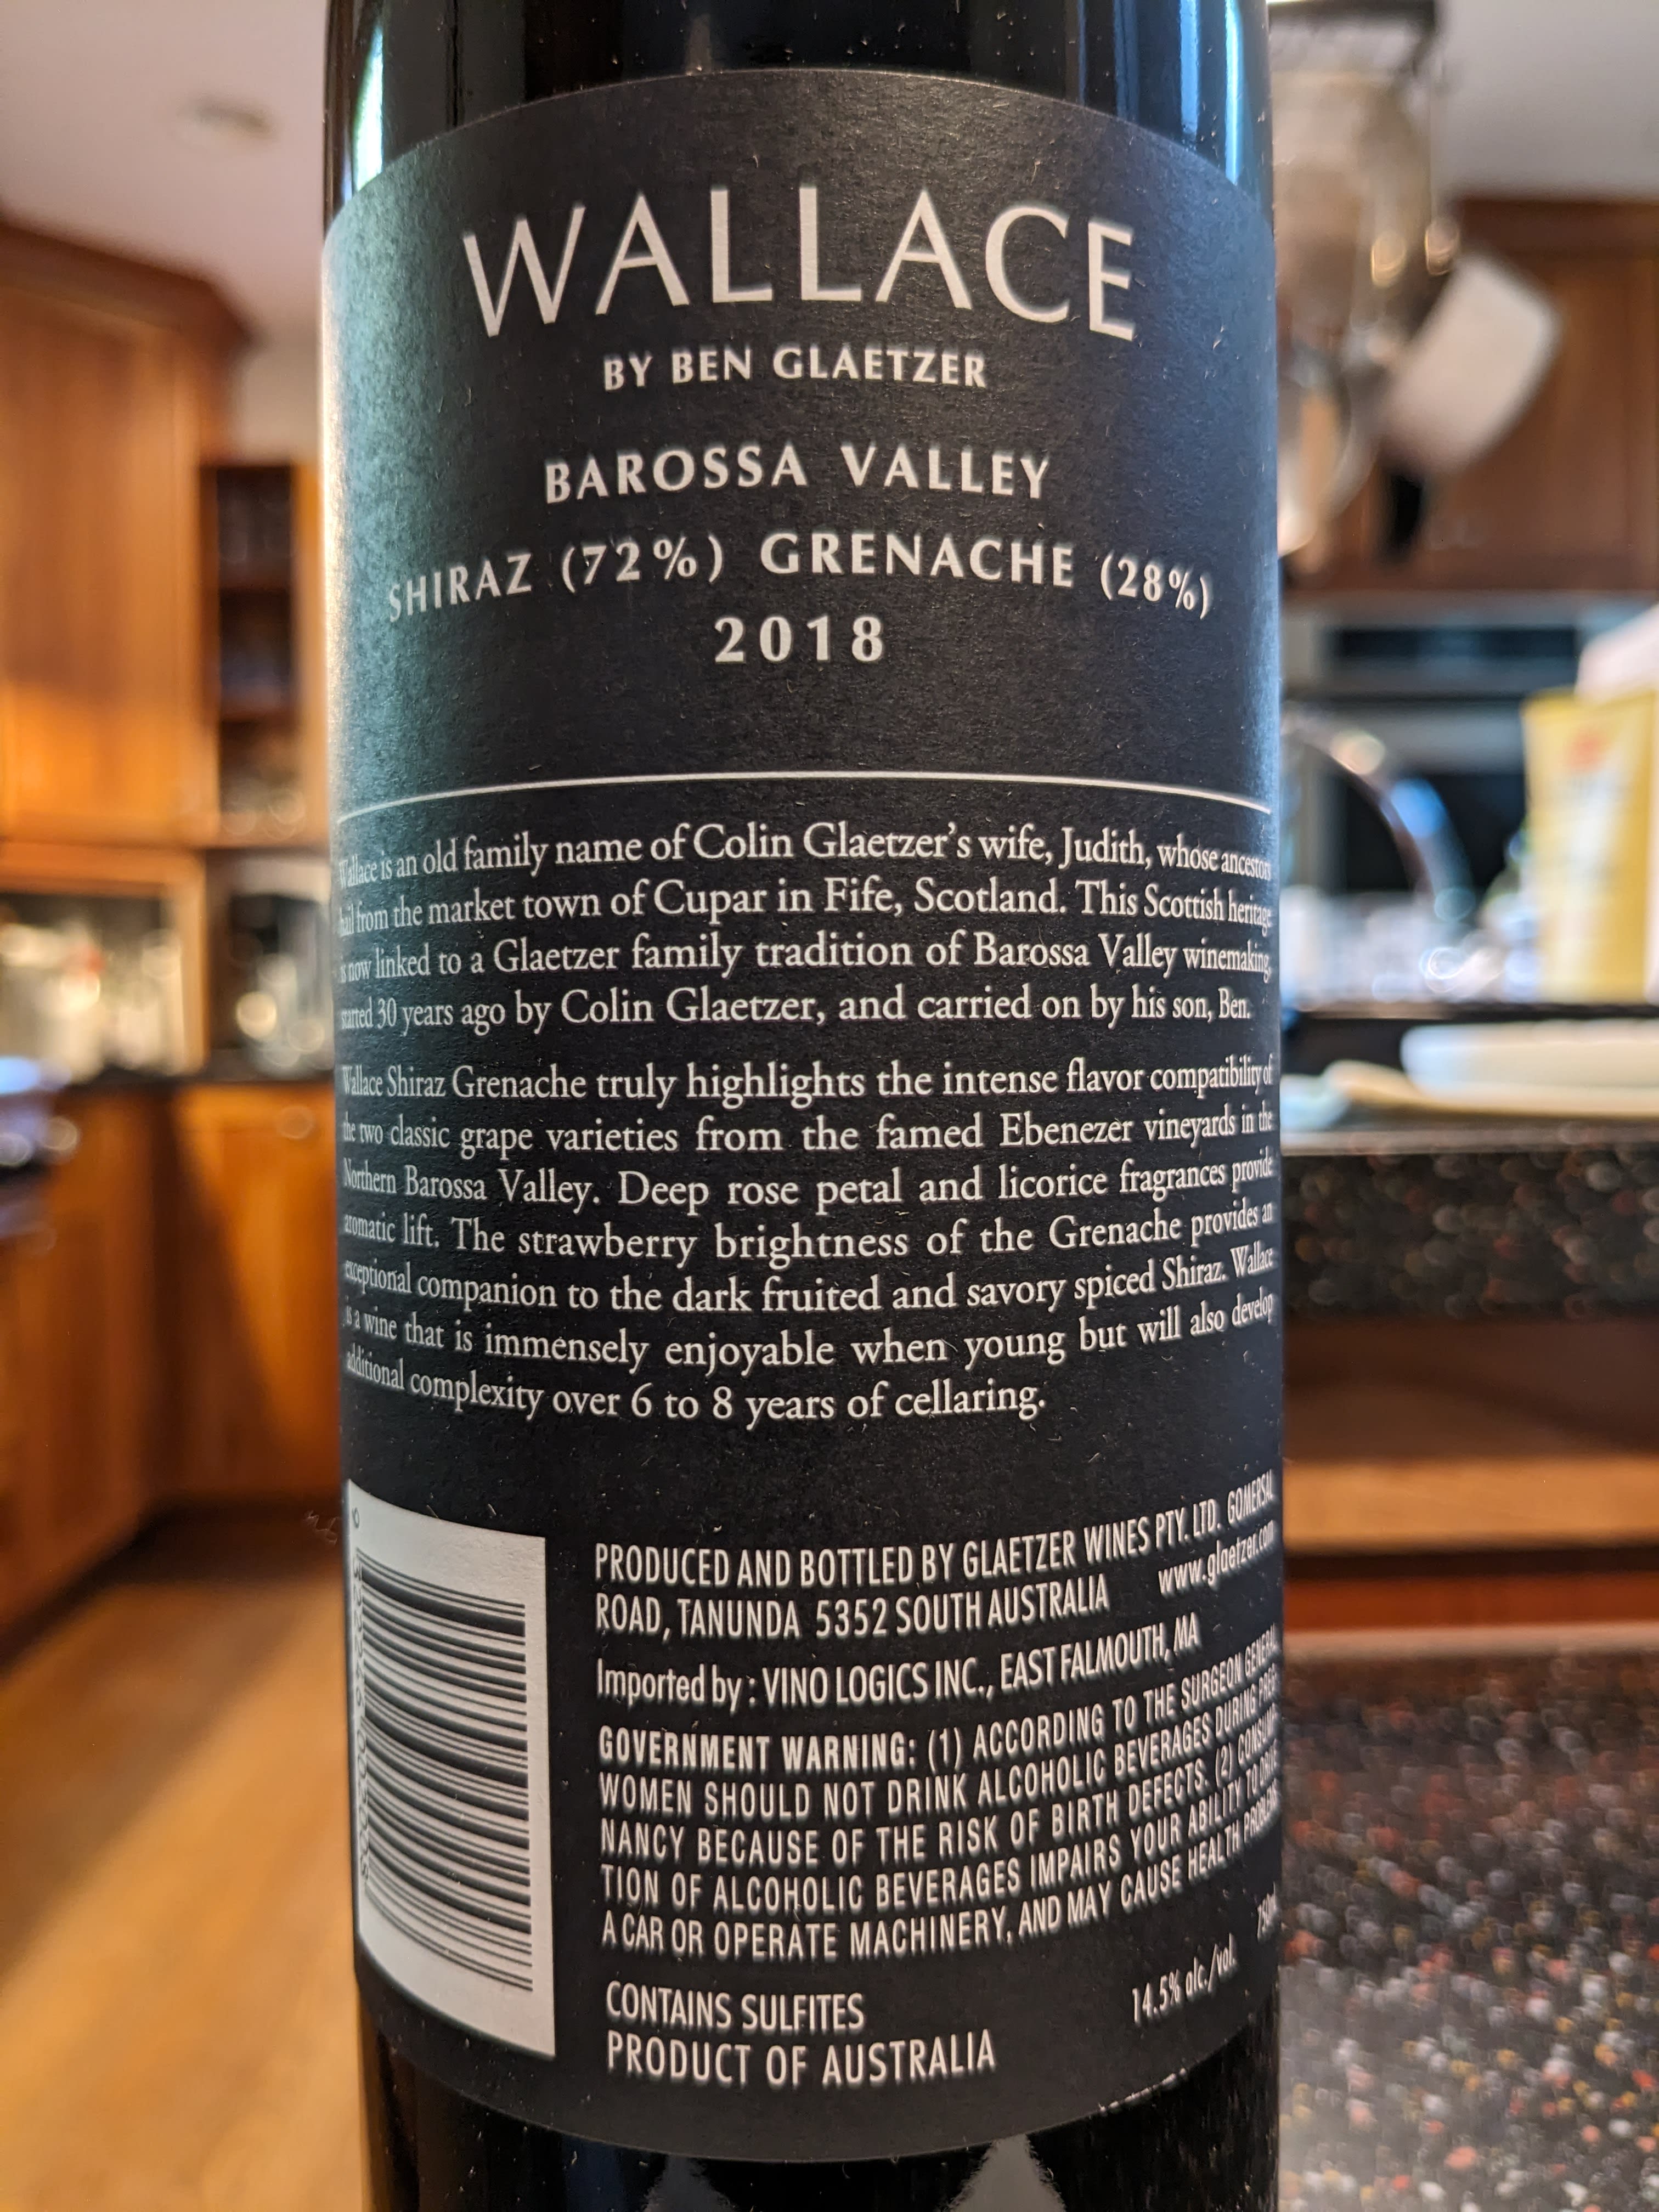 WALLACE
BY BEN GLAETZER
BAROSSA VALLEY
SHIRAZ (72%) GRENACHE (28%)
2018
Wallace is an old family name of Colin Glaetzer's wife, Judith, whose ancestors
hail from the market town of Cupar in Fife, Scotland. This Scottish heritage
is now linked to a Glaetzer family tradition of Barossa Valley winemaking,
started 30 years ago by Colin Glaetzer, and carried on by his son, Ben.
Wallace Shiraz Grenache truly highlights the intense flavor compatibility of
the two classic grape varieties from the famed Ebenezer vineyards in the
Northern Barossa Valley. Deep rose petal and licorice fragrances provide
aromatic lift. The strawberry brightness of the Grenache provides an
exceptional companion to the dark fruited and savory spiced Shiraz. Wallace
is a wine that is immensely enjoyable when young but will also develop
additional complexity over 6 to 8 years of cellaring.
PRODUCED AND BOTTLED BY GLAETZER WINES PTY. LTD. GOMERSAL
ROAD, TANUNDA 5352 SOUTH AUSTRALIA www.glaetzer.com
Imported by: VINO LOGICS INC., EAST FALMOUTH, MA
GOVERNMENT WARNING: (1) ACCORDING TO THE SURGEON GENERAL
WOMEN SHOULD NOT DRINK ALCOHOLIC BEVERAGES DURING PREG-
NANCY BECAUSE OF THE RISK OF BIRTH DEFECTS. (2) CONSUMP-
TION OF ALCOHOLIC BEVERAGES IMPAIRS YOUR ABILITY TO DRIVE
A CAR OR OPERATE MACHINERY, AND MAY CAUSE HEALTH PROBLEMS
14.5% alc./vol. 750mL
CONTAINS SULFITES
PRODUCT OF AUSTRALIA